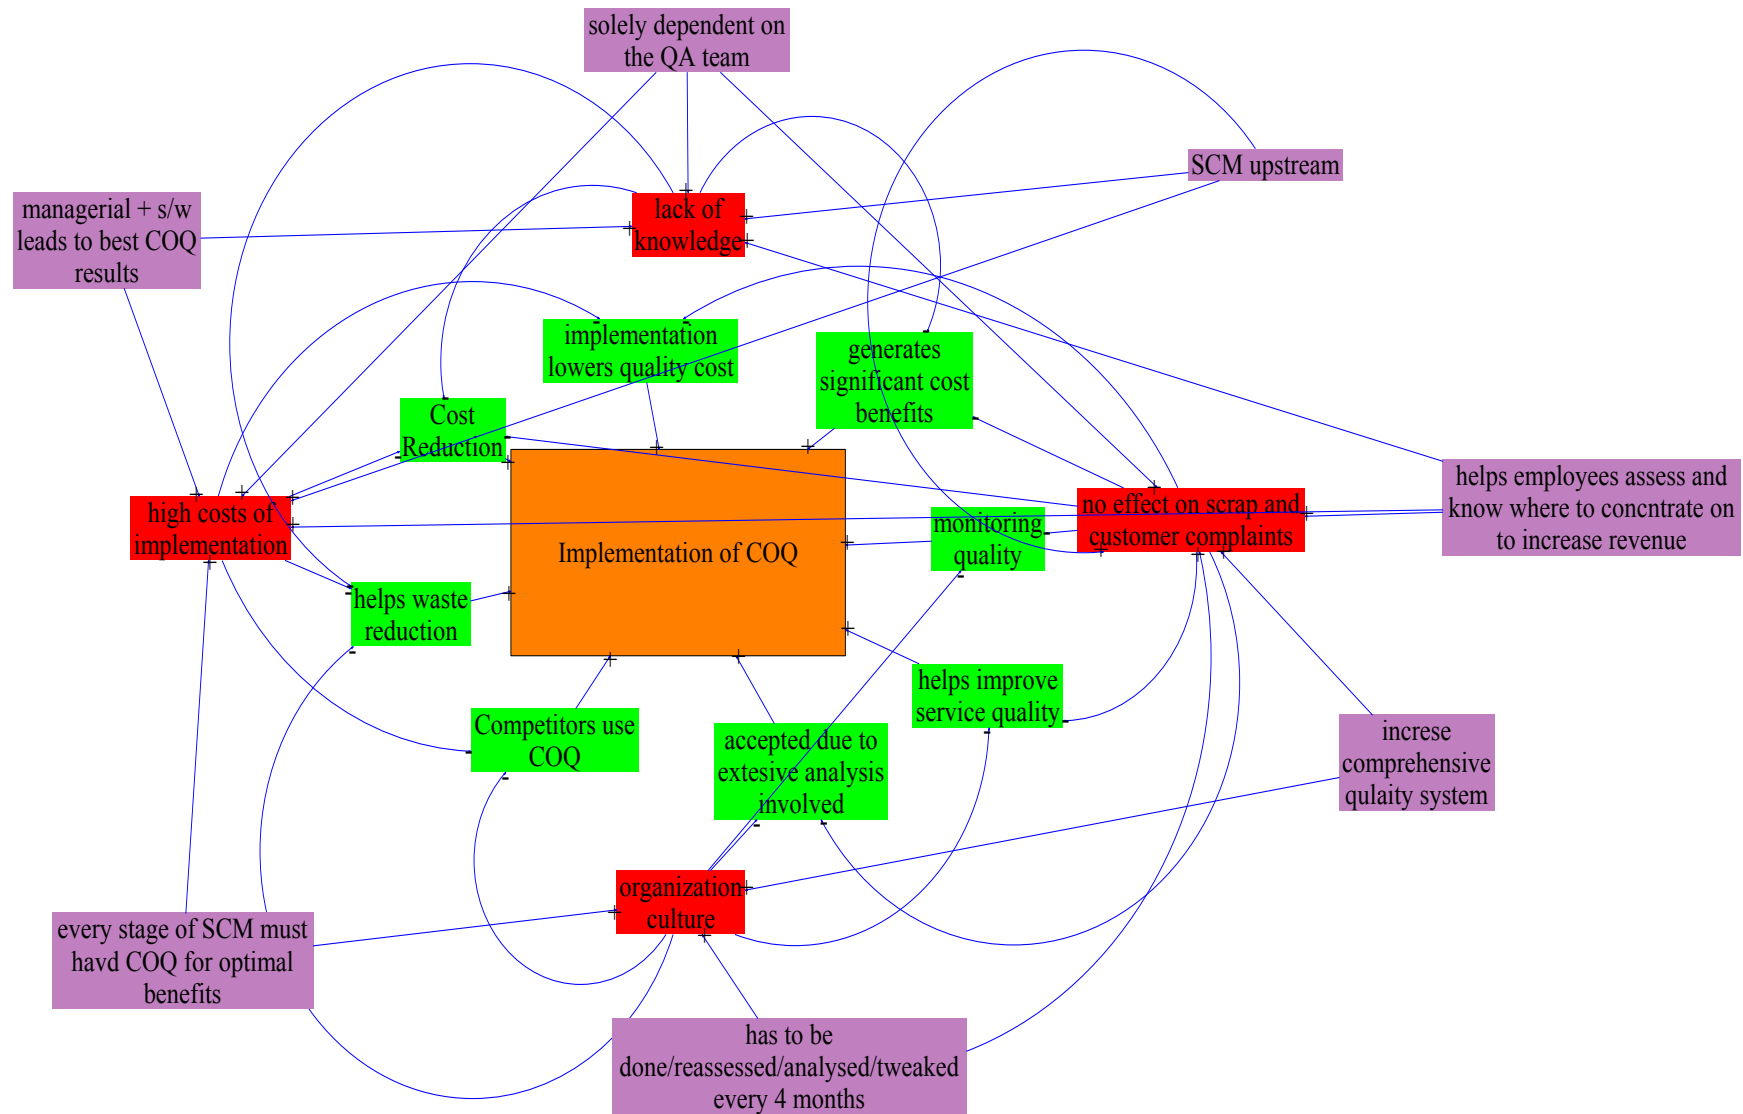 solely dependent on
the QA team
SCM upstream
managerial + s/w
leads to best COQ
results
lack of
knowledge
implementation
lowers quality cost
generates
significant cost
benefits
Cost
Reduction
high costs of
implementation
Implementation of COQ
monitoring
quality
no effect on scrap and
customer complaints
helps employees assess and
know where to concntrate on
to increase revenue
helps waste
reduction
helps improve
service quality
Competitors use
COQ
accepted due to
extesive analysis
involved
increse
comprehensive
qulaity system
organization
culture
every stage of SCM must
havd COQ for optimal
benefits
has to be
done/reassessed/analysed/tweaked
every 4 months